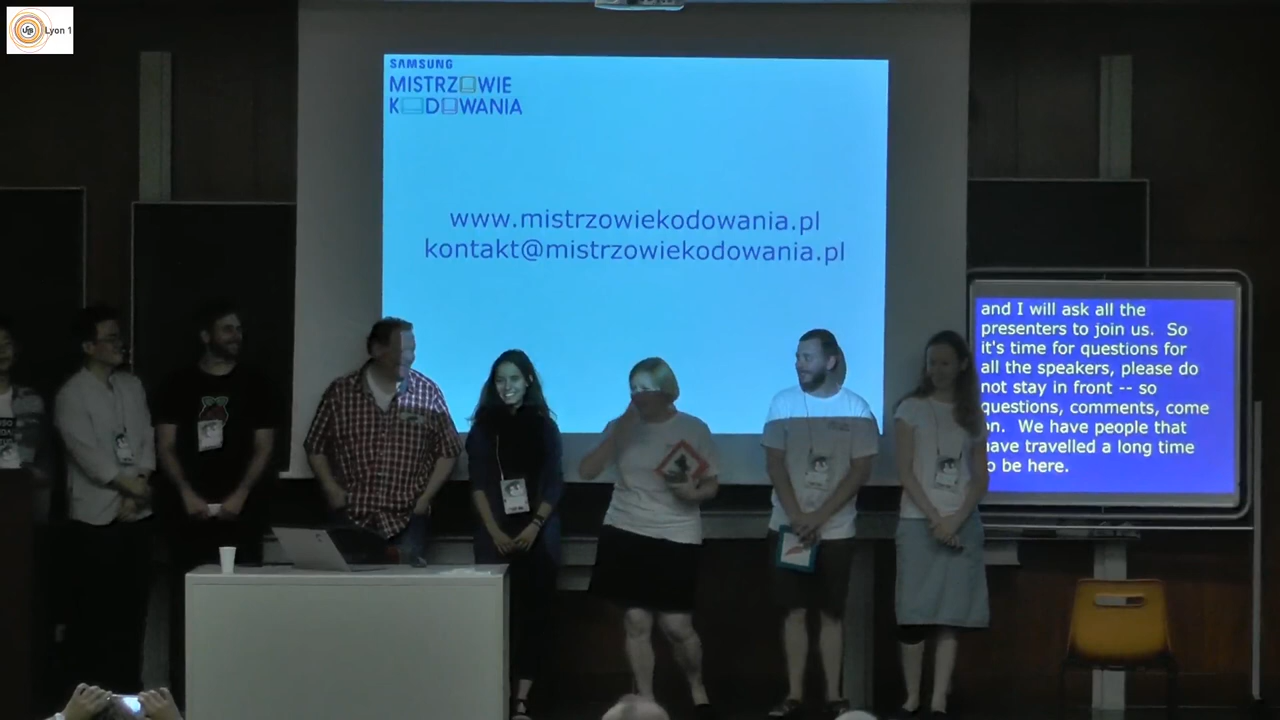 Lyon 1
SAMSUNG
MISTRZOWIE
KODOWANIA
www.mistrzowiekodowania.pl
kontakt@mistrzowiekodowania.pl
and I will ask all the
presenters to join us. So
it's time for questions for
all the speakers, please do
not stay in front -- so
questions, comments, come
on. We have people that
have travelled a long time
to be here.